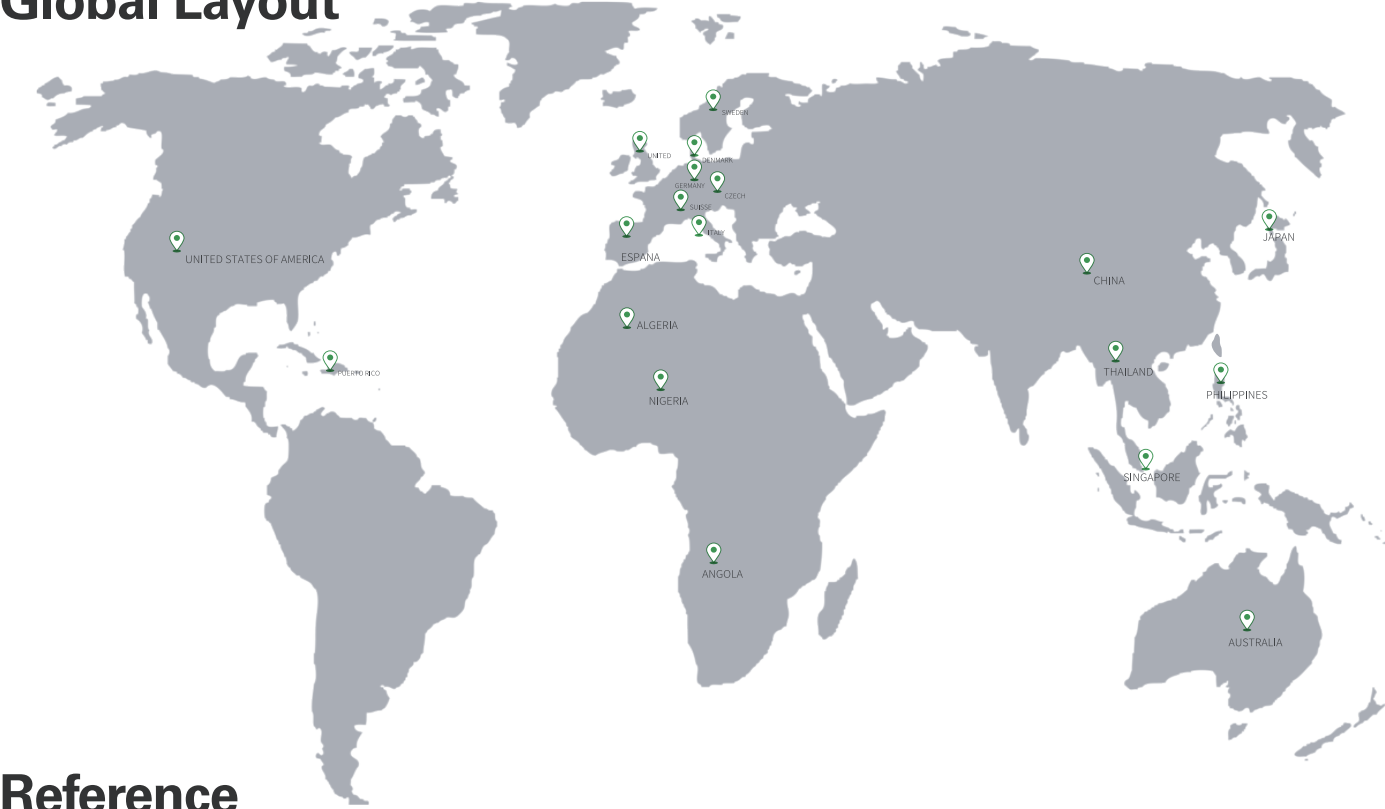 Global Layout
SWEDEN
UNITED
DENMARK
GERMANY
CZECH
SUISSE
ITALY
ESPANA
UNITED STATES OF AMERICA
JAPAN
CHINA
ALGERIA
PUERTO RICO
THAILAND
NIGERIA
PHILIPPINES
SINGAPORE
ANGOLA
AUSTRALIA
Reference